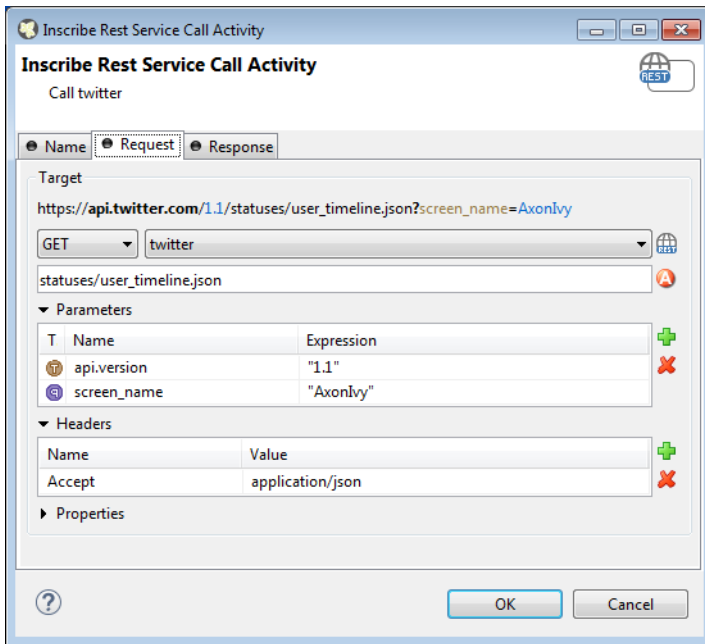 Inscribe Rest Service Call Activity
Inscribe Rest Service Call Activity
Call twitter
REST
Name Request Response
Target
https://api.twitter.com/1.1/statuses/user_timeline.json?screen_name=AxonIvy
GET twitter
REST
statuses/user_timeline.json
A
Parameters
T Name Expression
T api.version "1.1"
q screen_name "AxonIvy"
Headers
Name Value
Accept application/json
Properties
? OK Cancel